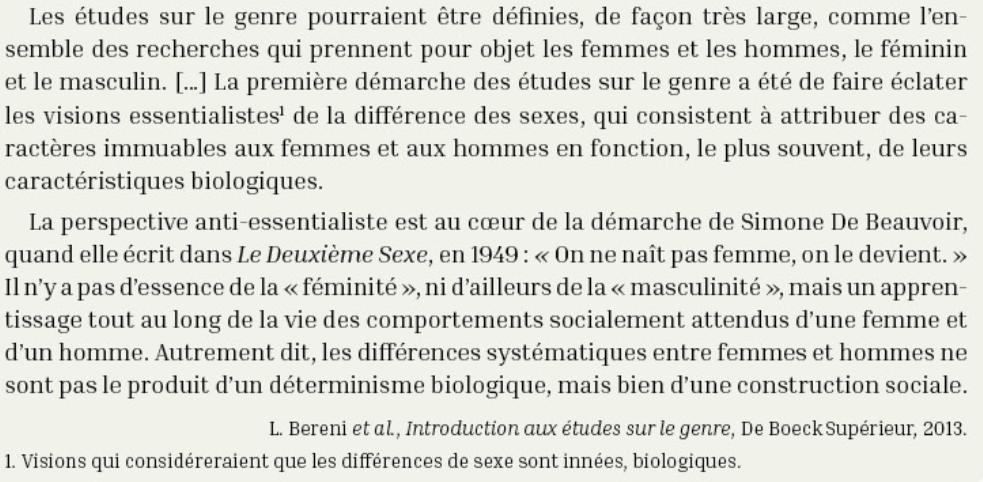 Les études sur le genre pourraient être définies, de façon très large, comme l'en-
semble des recherches qui prennent pour objet les femmes et les hommes, le féminin
et le masculin. [...] La première démarche des études sur le genre a été de faire éclater
les visions essentialistes¹ de la différence des sexes, qui consistent à attribuer des ca-
ractères immuables aux femmes et aux hommes en fonction, le plus souvent, de leurs
caractéristiques biologiques.
La perspective anti-essentialiste est au cœur de la démarche de Simone De Beauvoir,
quand elle écrit dans Le Deuxième Sexe, en 1949 : « On ne naît pas femme, on le devient. »
Il n'y a pas d'essence de la « féminité », ni d'ailleurs de la « masculinité », mais un appren-
tissage tout au long de la vie des comportements socialement attendus d'une femme et
d'un homme. Autrement dit, les différences systématiques entre femmes et hommes ne
sont pas le produit d'un déterminisme biologique, mais bien d'une construction sociale.
L. Bereni et al., Introduction aux études sur le genre, De Boeck Supérieur, 2013.
1. Visions qui considéreraient que les différences de sexe sont innées, biologiques.